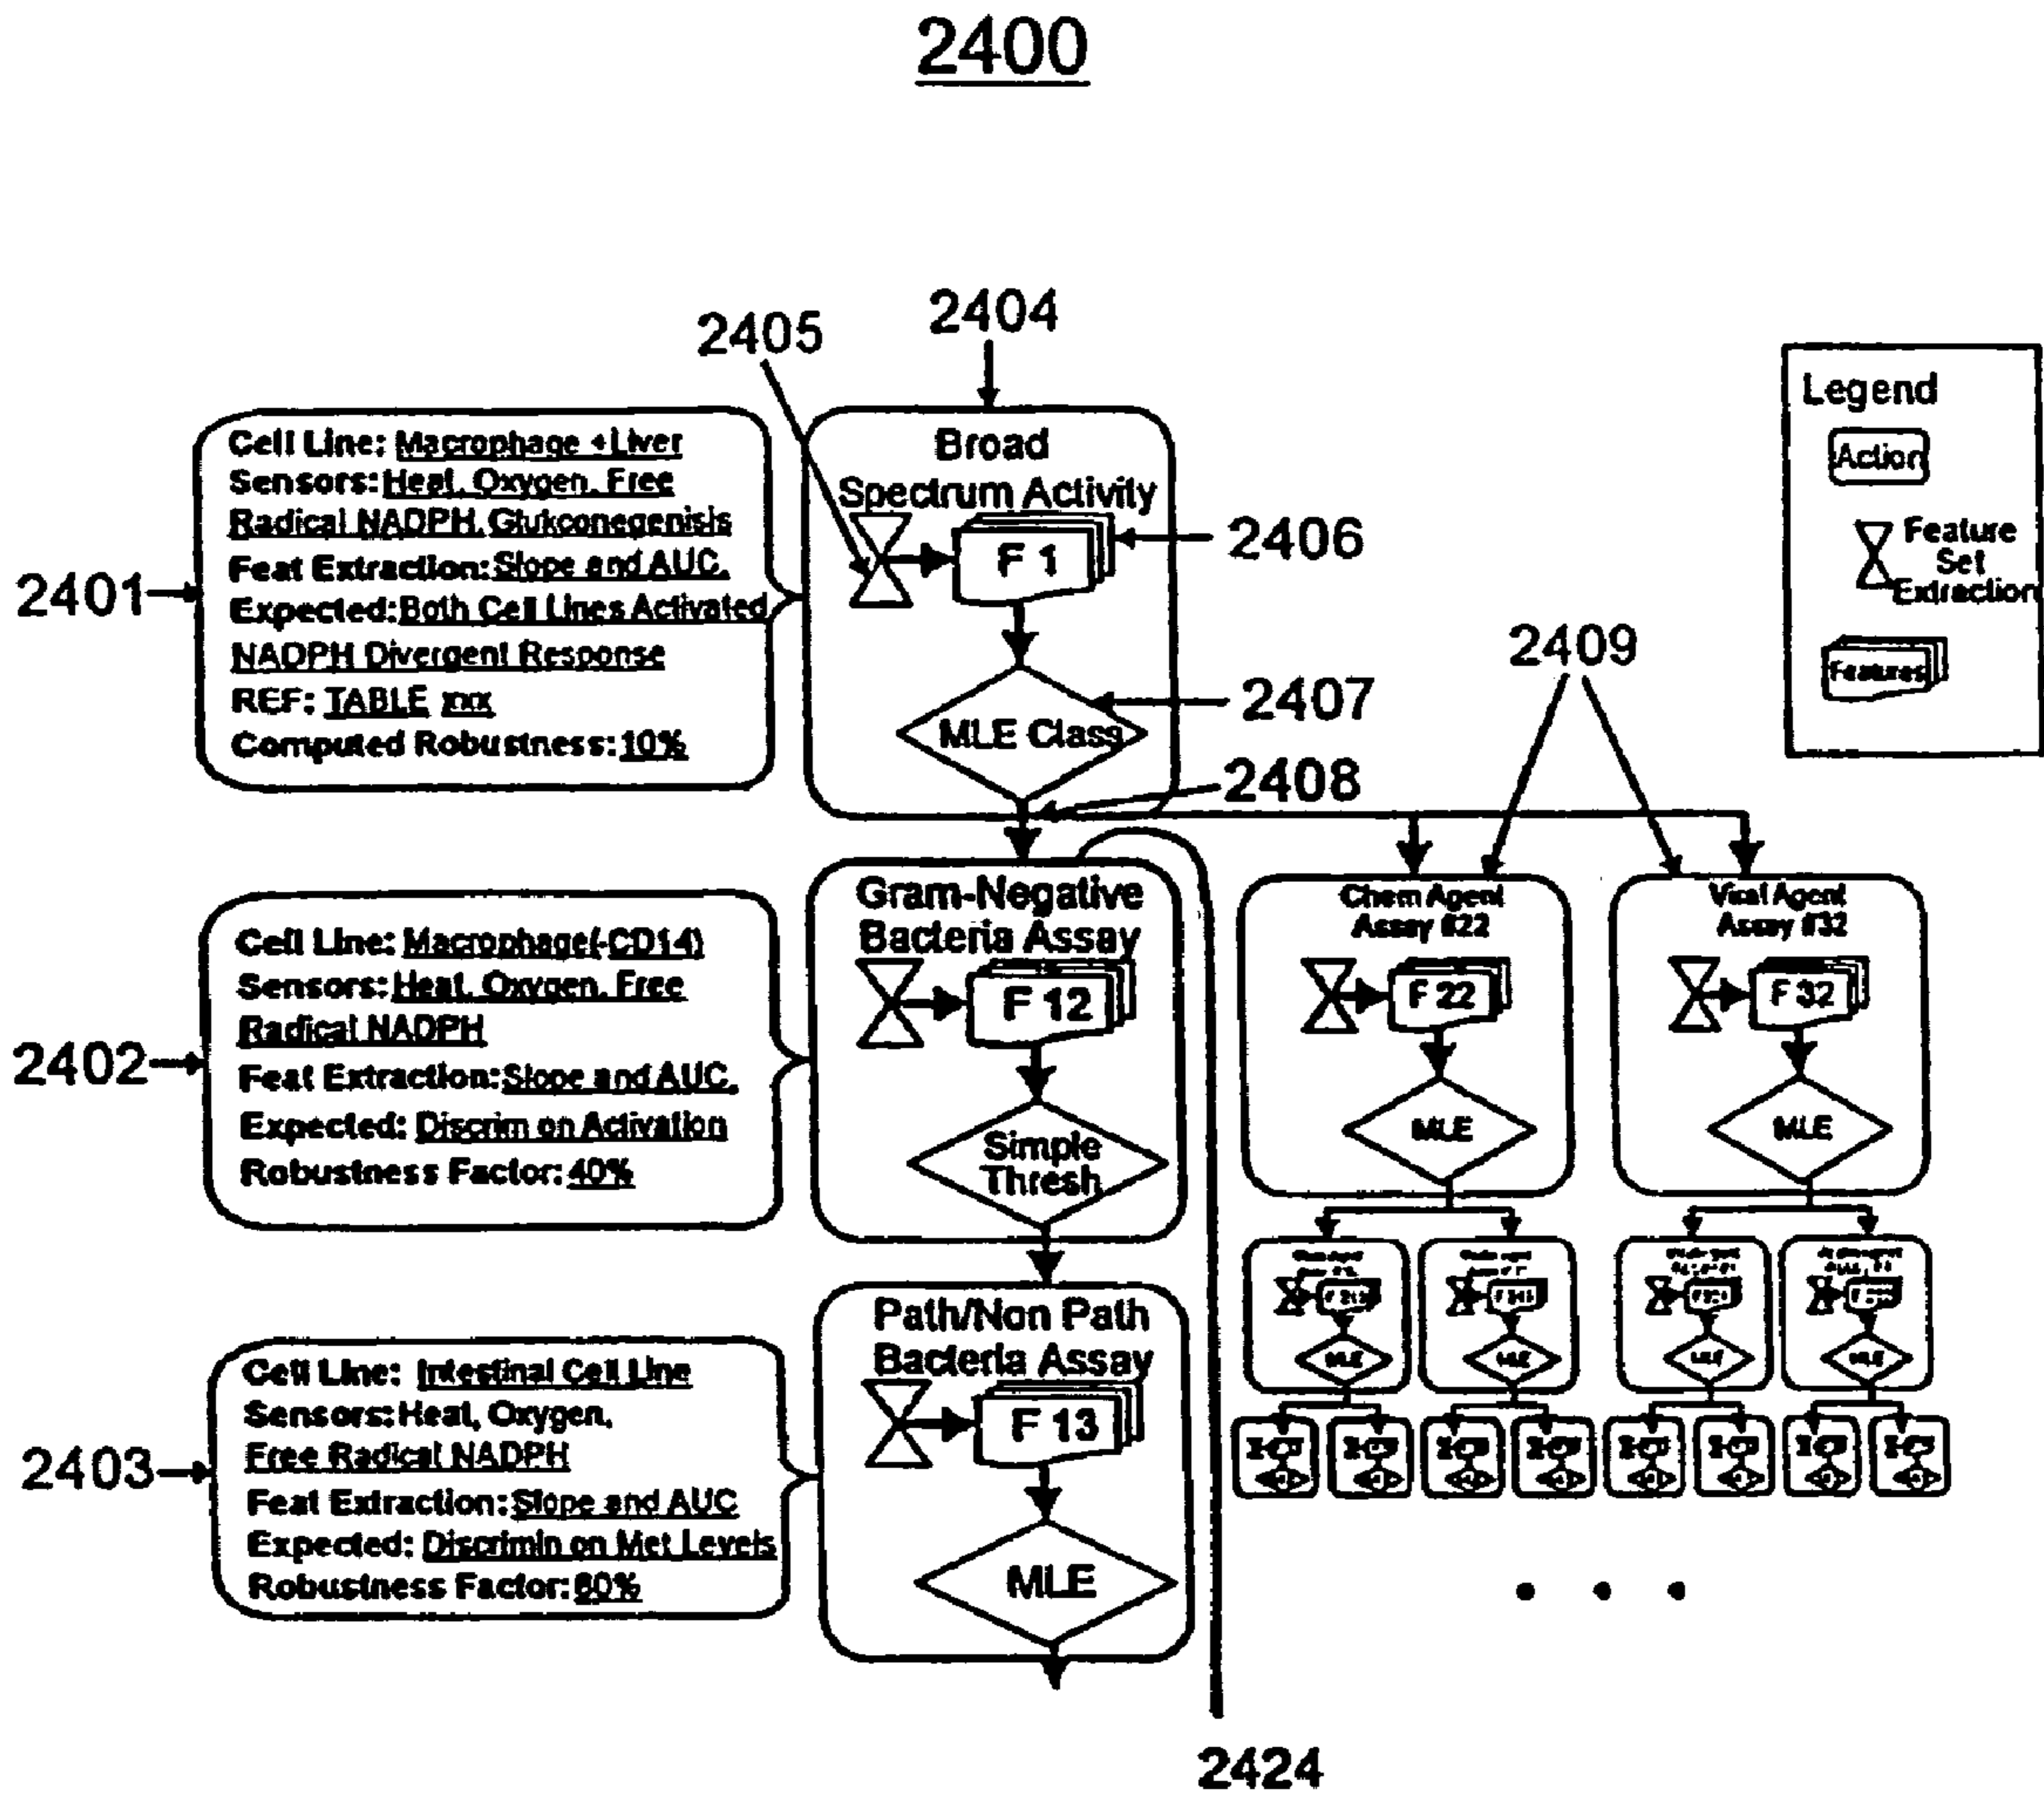 2400
2404
2405
Cell Line: Macrophage +Liver
Sensors: Heat, Oxygen, Free
Radical NADPH, Glukconegenisis
Feat Extraction: Slope and AUC,
Expected: Both Cell Lines Activated
NADPH Divergent Response
REF: TABLE xxx
Computed Robustness: 10%
2401
Broad
Spectrum Activity
F 1
2406
MLE Class
2407
2408
2409
Legend
Action
Feature
Set
Extraction
Features
Cell Line: Macrophage(-CD14)
Sensors: Heat, Oxygen, Free
Radical NADPH
Feat Extraction: Slope and AUC,
Expected: Discrim on Activation
Robustness Factor: 40%
2402
Gram-Negative
Bacteria Assay
F 12
Simple
Thresh
Chem Agent
Assay #22
F 22
MLE
Viral Agent
Assay #32
F 32
MLE
Cell Line: Intestinal Cell Line
Sensors: Heat, Oxygen,
Free Radical NADPH
Feat Extraction: Slope and AUC
Expected: Discrimin on Met Levels
Robustness Factor:
2403
Path/Non Path
Bacteria Assay
F 13
MLE
MLE
MLE
MLE
MLE
2424